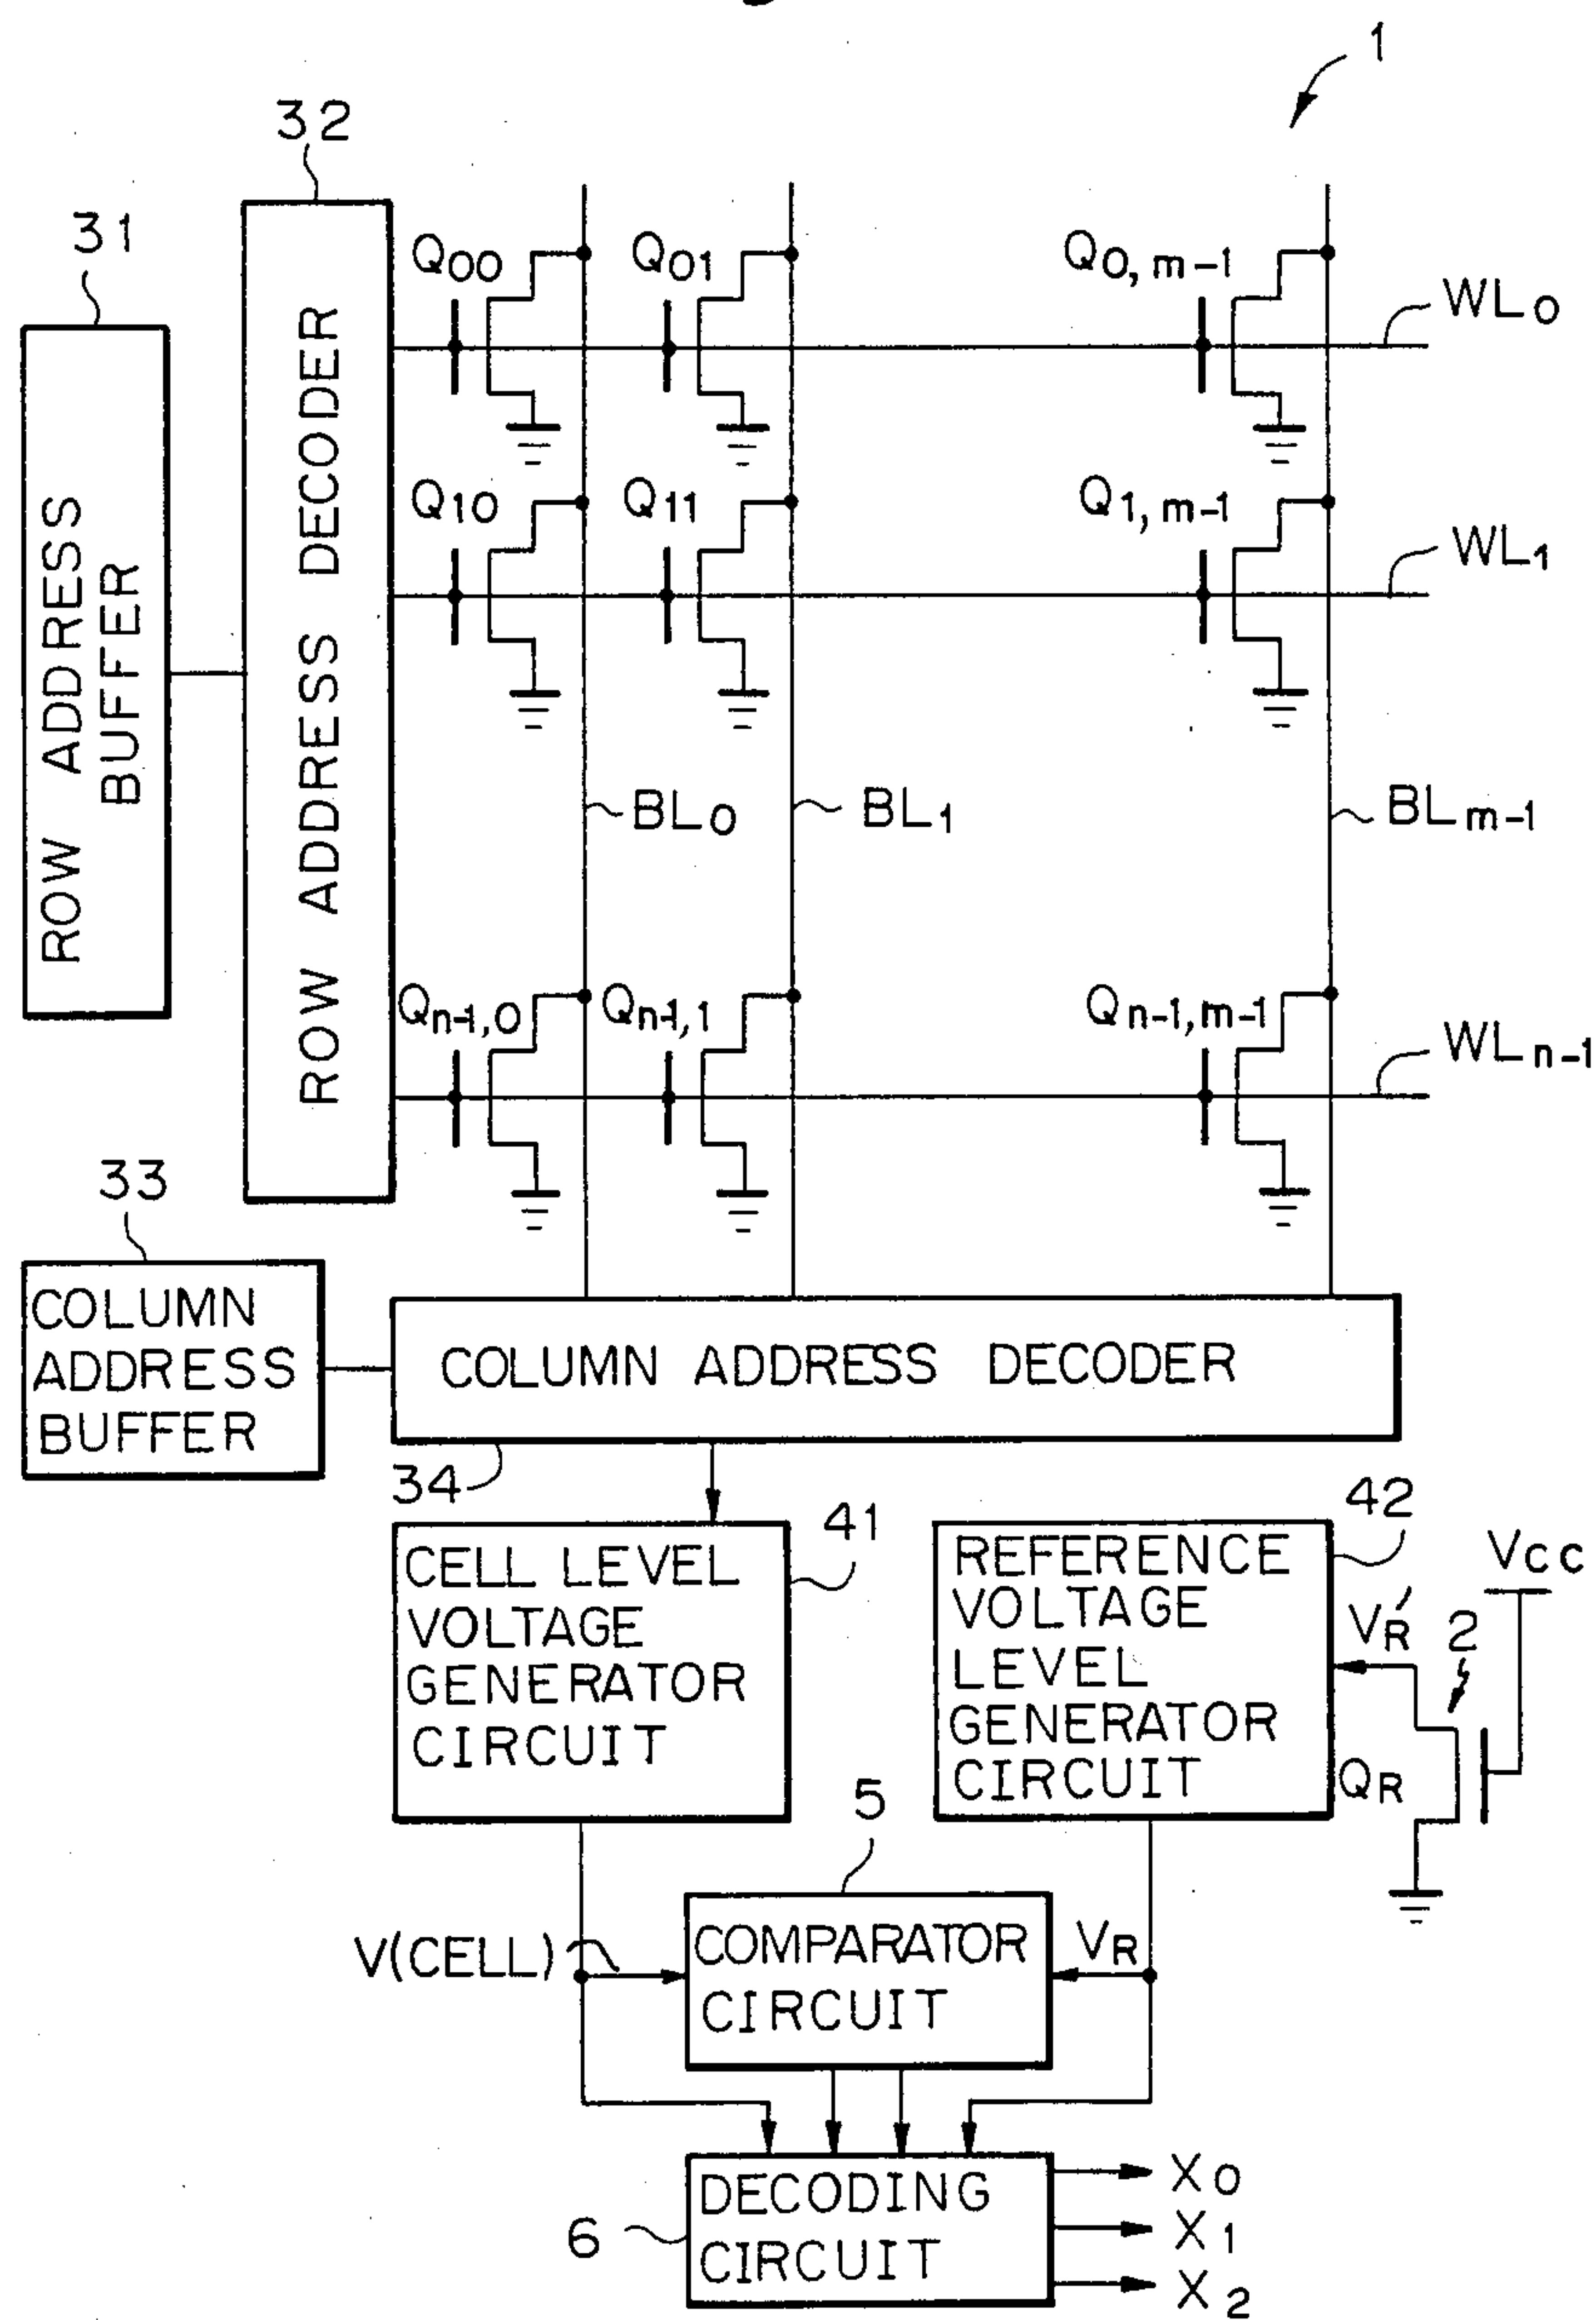 1
32
31
Q00
Q01
Q0,m-1
WL0
ROW ADDRESS
BUFFER
ROW ADDRESS DECODER
Q10
Q11
Q1,m-1
WL1
BL0
BL1
BLm-1
Qn-1,0
Qn-1,1
Qn-1,m-1
WLn-1
33
COLUMN
ADDRESS
BUFFER
COLUMN ADDRESS DECODER
34
41
42
CELL LEVEL
VOLTAGE
GENERATOR
CIRCUIT
REFERENCE
VOLTAGE
LEVEL
GENERATOR
CIRCUIT
VCC
VR'
2
QR
5
V(CELL)
COMPARATOR
CIRCUIT
VR
6
DECODING
CIRCUIT
X0
X1
X2